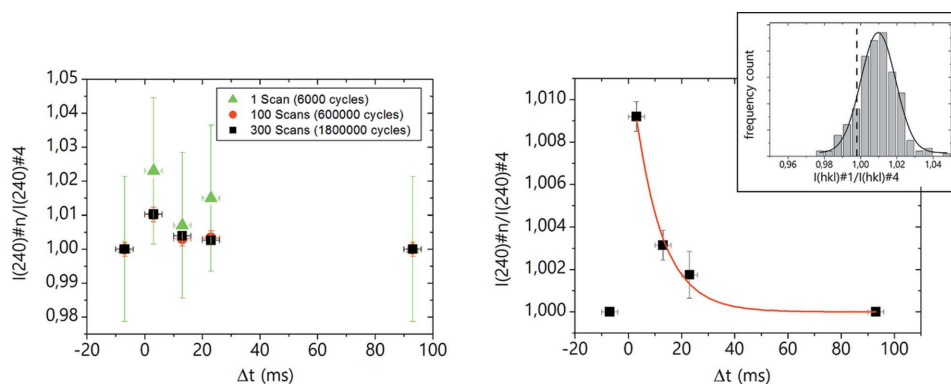 1,05
1,04
1,03
1,02
1,01
1,00
0,99
0,98
I(240)#n/I(240)#4
-20 0 20 40 60 80 100
Δt (ms)
1 Scan (6000 cycles)
100 Scans (600000 cycles)
300 Scans (1800000 cycles)
1,010
1,008
1,006
1,004
1,002
1,000
I(240)#n/I(240)#4
-20 0 20 40 60 80 100
Δt (ms)
frequency count
0,96 0,98 1,00 1,02 1,04
I(hkl)#1/I(hkl)#4